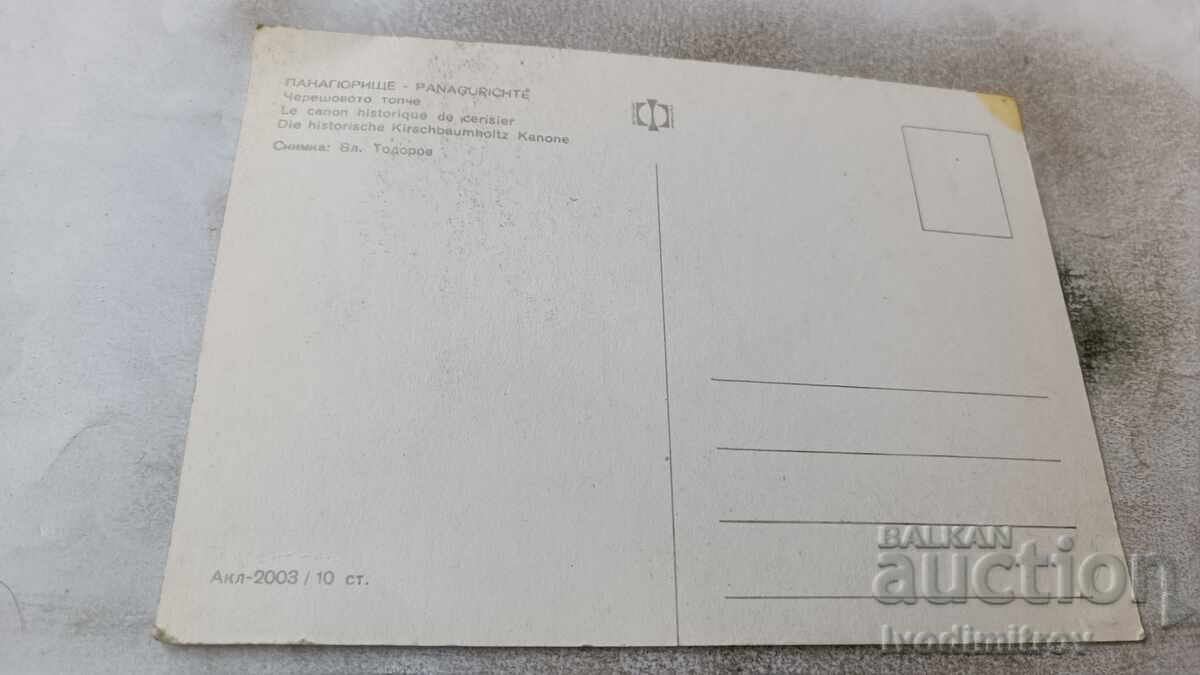 ПАНАГЮРИЩЕ - PANAGURICHTE
Черешовото топче
Le canon historique de cerisier
Die historische Kirschbaumholtz Kanone
Снимка: Вл. Тодоров
Акл-2003 / 10 ст.
BALKAN
auction
Ivodimitrov